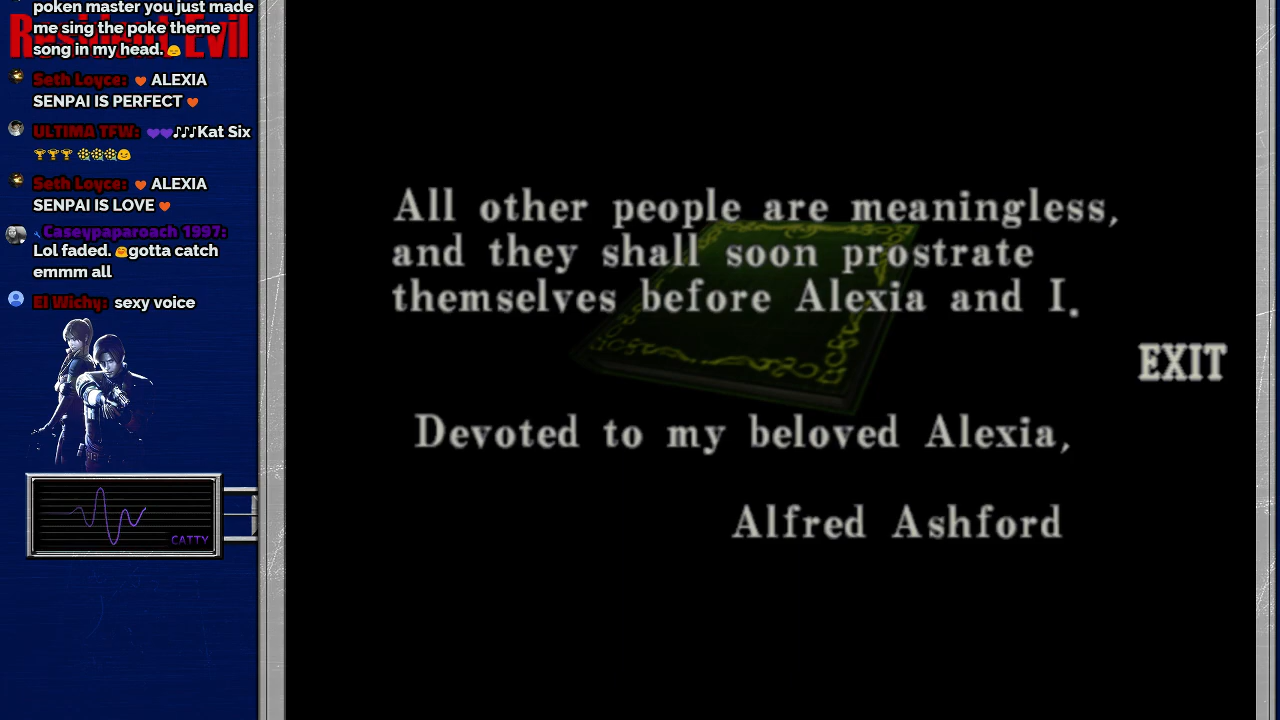 poken master you just made
me sing the poke theme
song in my head.
Resident Evil
Seth Loyce: ALEXIA
SENPAI IS PERFECT
ULTIMA TFW: ♪♪♪Kat Six
Seth Loyce: ALEXIA
SENPAI IS LOVE
Caseypaparoach 1997:
Lol faded. gotta catch
emmm all
El Wichy: sexy voice
CATTY
All other people are meaningless,
and they shall soon prostrate
themselves before Alexia and I.
EXIT
Devoted to my beloved Alexia,
Alfred Ashford